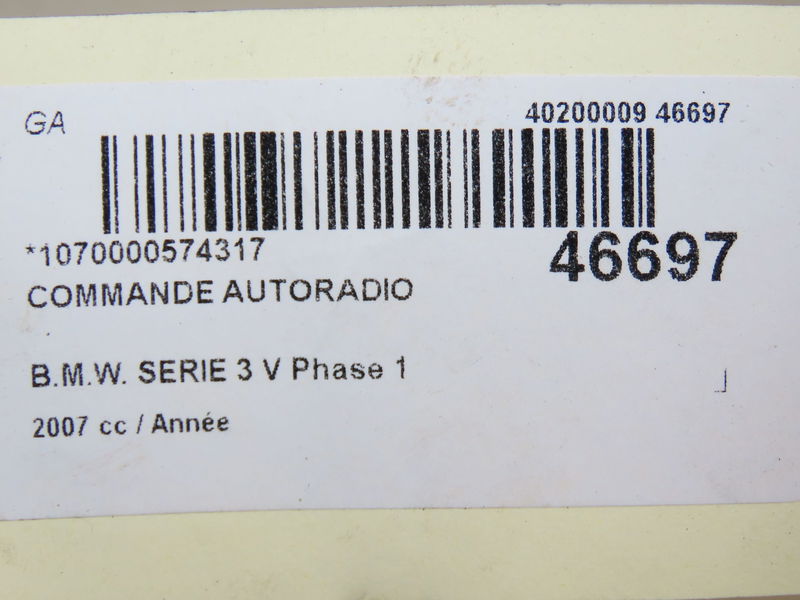 GA
40200009 46697
*1070000574317
46697
COMMANDE AUTORADIO
B.M.W. SERIE 3 V Phase 1
2007 cc / Année